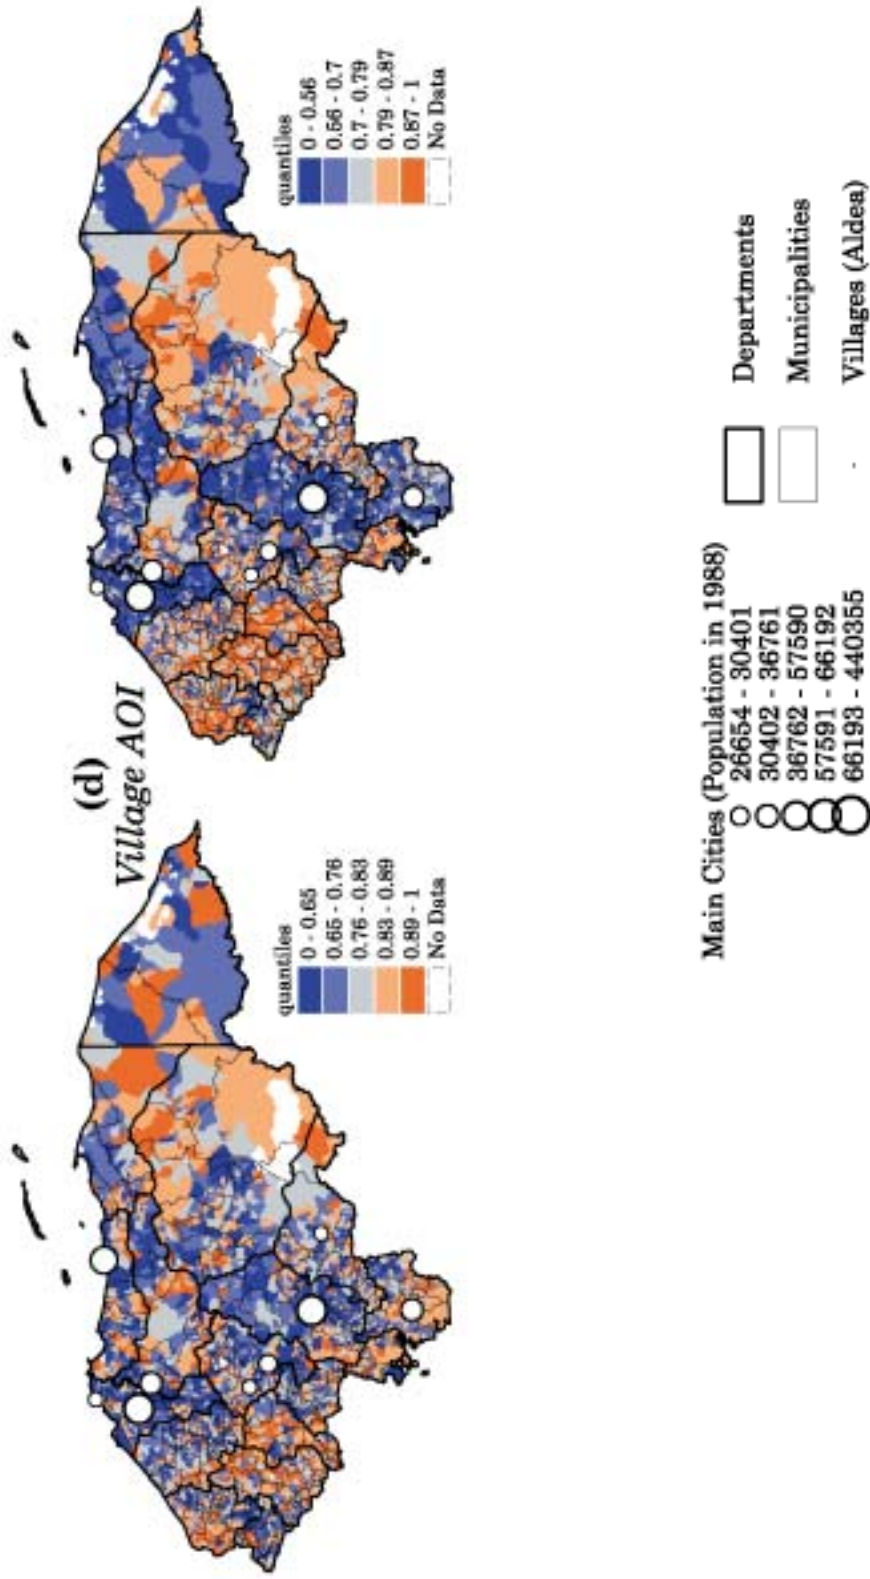 (d)
Village AOI
quantiles
0 - 0.65
0.65 - 0.76
0.76 - 0.83
0.83 - 0.89
0.89 - 1
No Data
quantiles
0 - 0.56
0.56 - 0.7
0.7 - 0.79
0.79 - 0.87
0.87 - 1
No Data
Main Cities (Population in 1988)
26654 - 30401
30402 - 36761
36762 - 57590
57591 - 66192
66193 - 440355
Departments
Municipalities
Villages (Aldea)